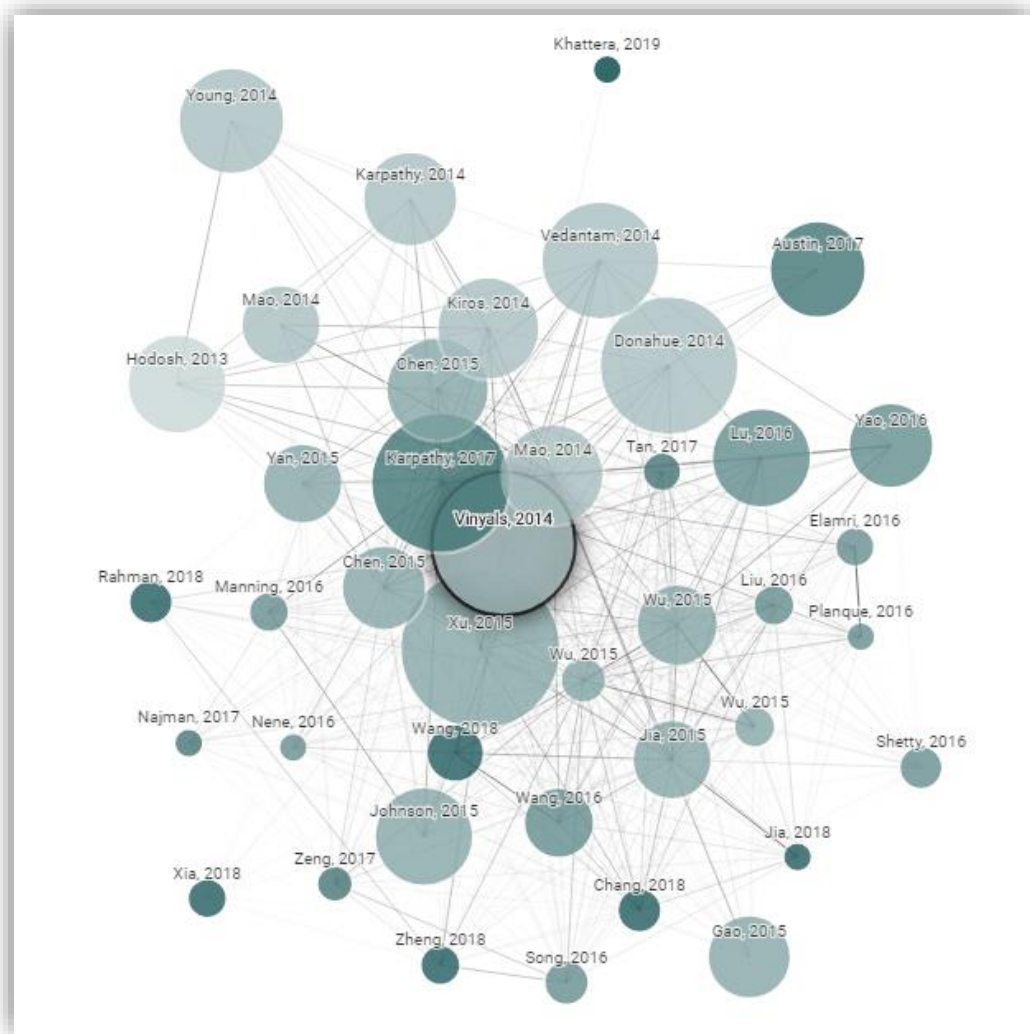 Khattera, 2019
Young, 2014
Karpathy, 2014
Vedantam, 2014
Austin, 2017
Mao, 2014
Kiros, 2014
Donahue, 2014
Hodosh, 2013
Chen, 2015
Yao, 2016
Lu, 2016
Tan, 2017
Mao, 2014
Karpathy, 2017
Yan, 2015
Vinyals, 2014
Elamri, 2016
Chen, 2015
Rahman, 2018
Manning, 2016
Liu, 2016
Wu, 2015
Planque, 2016
Xu, 2015
Wu, 2015
Wu, 2015
Najman, 2017
Nene, 2016
Wang, 2018
Jia, 2015
Shetty, 2016
Johnson, 2015
Wang, 2016
Jia, 2018
Zeng, 2017
Xia, 2018
Chang, 2018
Gao, 2015
Zheng, 2018
Song, 2016